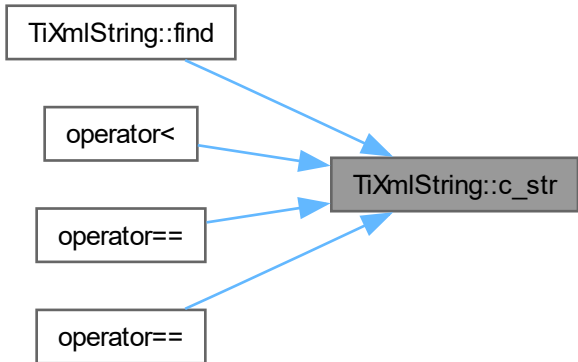 TiXmlString::find
operator<
TiXmlString::c_str
operator==
operator==